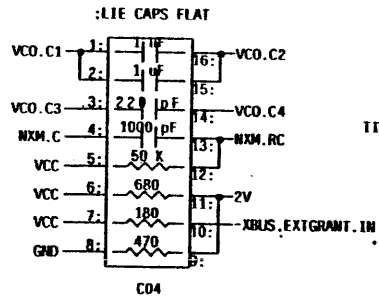 ;LIE CAPS FLAT
VCO.C1 1: 1 uF 16: VCO.C2
2: 1 uF 15:
VCO.C3 3: 220 pF 14: VCO.C4
NXM.C 4: 1000 pF 13: NXM.RC
VCC 5: 50 K 12:
VCC 6: 680 11: 2V
VCC 7: 180 10: -XBUS.EXTGRANT.IN
GND 8: 470 9:
C04